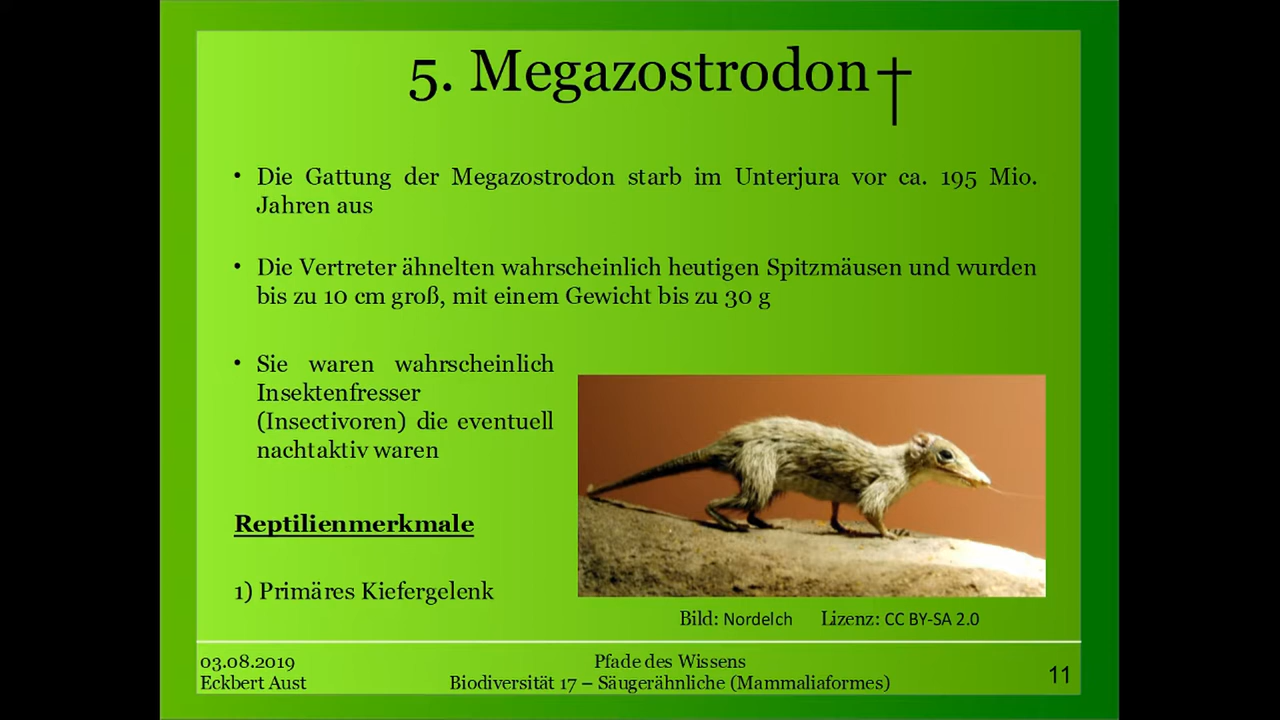 5. Megazostrodon†
• Die Gattung der Megazostrodon starb im Unterjura vor ca. 195 Mio.
Jahren aus
• Die Vertreter ähnelten wahrscheinlich heutigen Spitzmäusen und wurden
bis zu 10 cm groß, mit einem Gewicht bis zu 30 g
• Sie waren wahrscheinlich
Insektenfresser
(Insectivoren) die eventuell
nachtaktiv waren
Reptilienmerkmale
1) Primäres Kiefergelenk
Bild: Nordelch Lizenz: CC BY-SA 2.0
03.08.2019
Eckbert Aust
Pfade des Wissens
Biodiversität 17 – Säugerähnliche (Mammaliaformes)
11